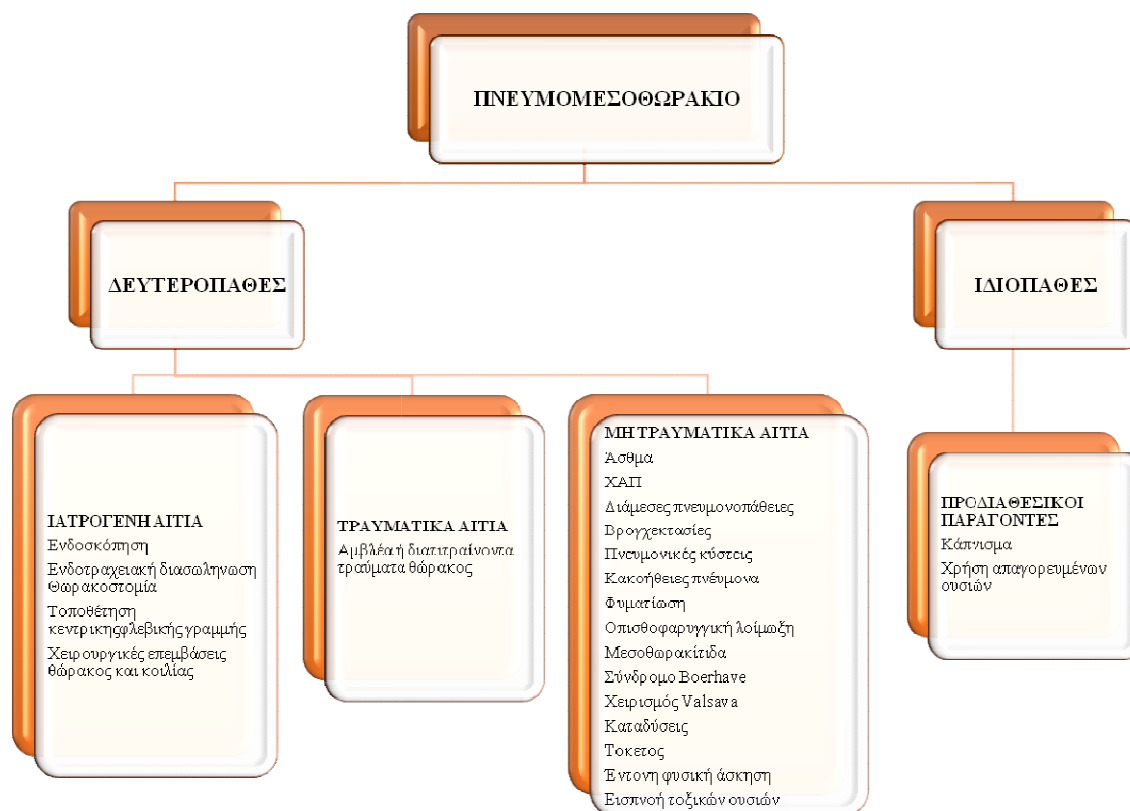 ΠΝΕΥΜΟΜΕΣΟΘΩΡΑΚΙΟ
ΔΕΥΤΕΡΟΠΑΘΕΣ
ΙΔΙΟΠΑΘΕΣ
ΙΑΤΡΟΓΕΝΗ ΑΙΤΙΑ
Ενδοσκόπηση
Ενδοτραχειακή διασωληνωση
Θωρακοστομία
Τοποθέτηση
κεντρικηςφλεβικής γραμμής
Χειρουργικές επεμβάσεις
θώρακος και κοιλίας
ΤΡΑΥΜΑΤΙΚΑ ΑΙΤΙΑ
Αμβλέα ή διατιτραίνοντα
τραύματα θώρακος
ΜΗ ΤΡΑΥΜΑΤΙΚΑ ΑΙΤΙΑ
Άσθμα
ΧΑΠ
Διάμεσες πνευμονοπάθειες
Βρογχεκτασίες
Πνευμονικές κύστεις
Κακοήθειες πνέυμονα
Φυματίωση
Οπισθοφαρυγγική λοίμωξη
Μεσοθωρακίτιδα
Σύνδρομο Boerhave
Χειρισμός Valsava
Καταδύσεις
Τοκετος
Έντονη φυσική άσκηση
Εισπνοή τοξικών ουσιών
ΠΡΟΔΙΑΘΕΣΙΚΟΙ
ΠΑΡΑΓΟΝΤΕΣ
Κάπνισμα
Χρήση απαγορευμένων
ουσιών